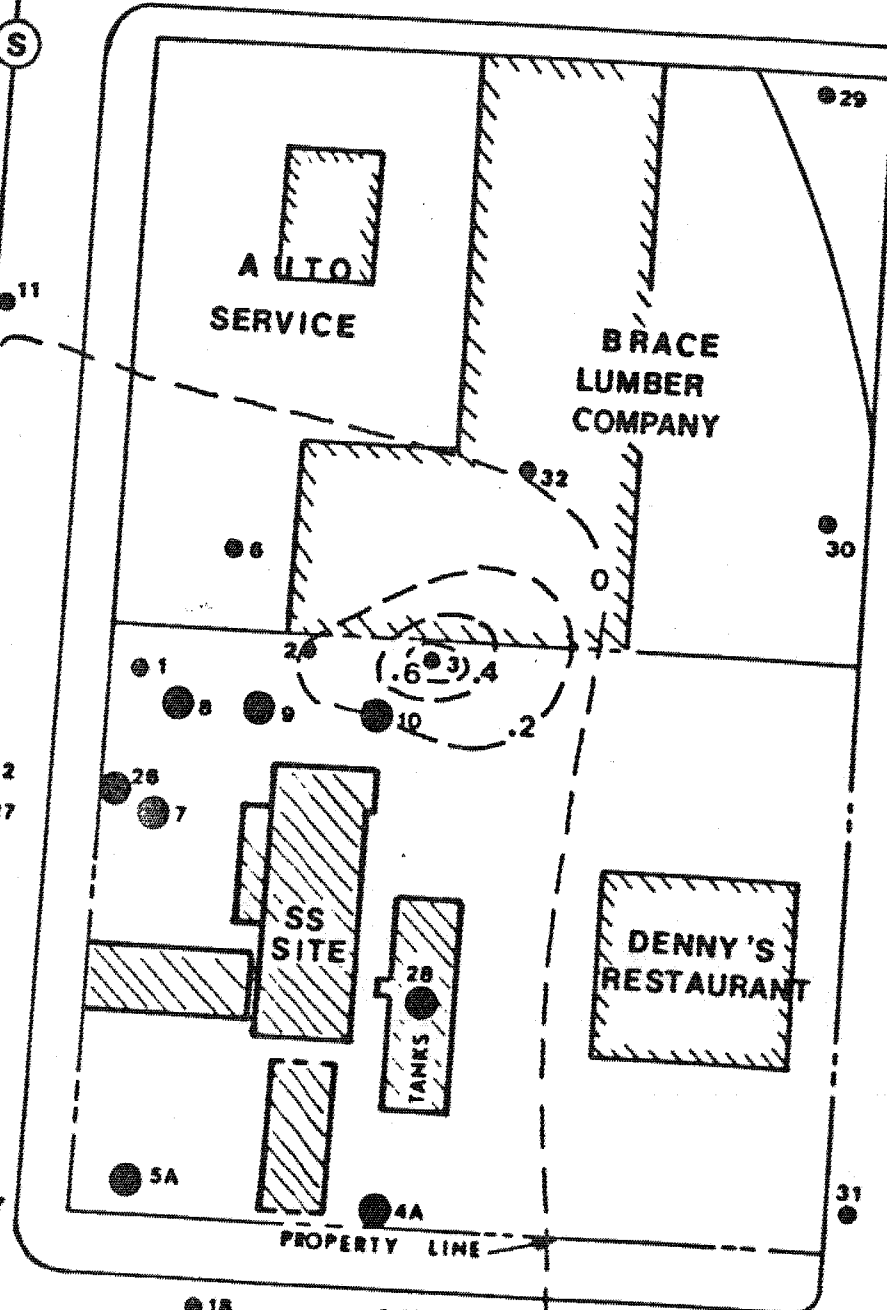 S
29
11
AUTO
SERVICE
BRACE
LUMBER
COMPANY
32
6
30
0
2
3
.6
.4
1
8
9
10
.2
2
26
7
7
SS
SITE
DENNY'S
RESTAURANT
28
TANKS
5A
31
4A
PROPERTY LINE
18